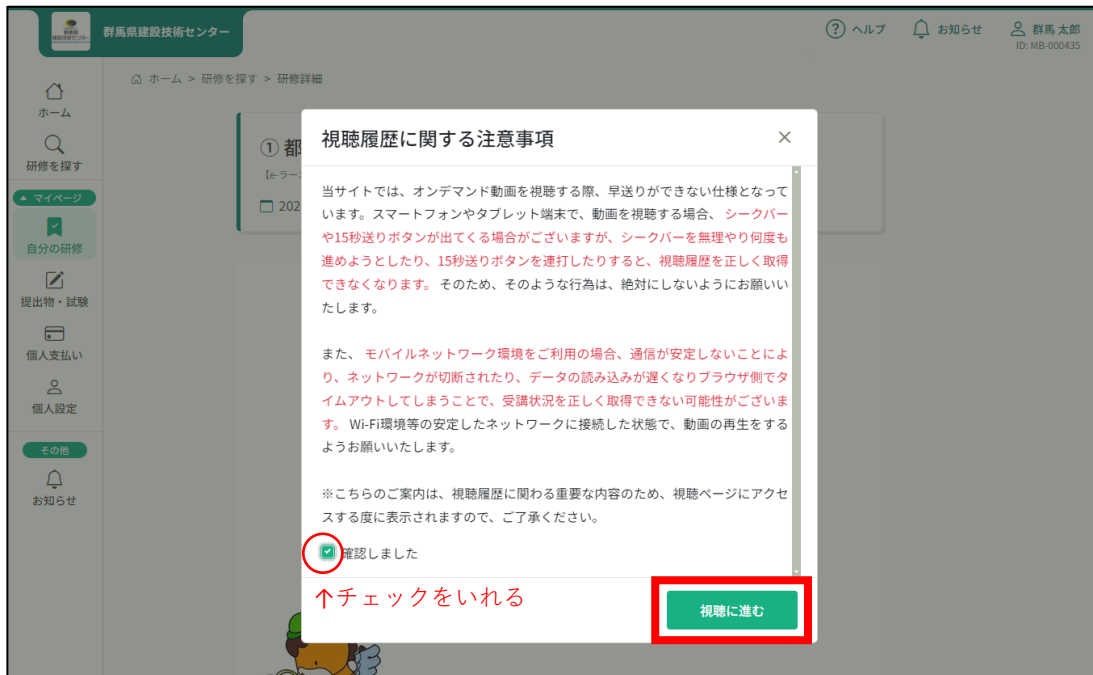 群馬県建設技術センター
ヘルプ
お知らせ
群馬 太郎
ID: MB-000435
ホーム > 研修を探す > 研修詳細
ホーム
研修を探す
マイページ
自分の研修
提出物・試験
個人支払い
個人設定
その他
お知らせ
① 都
【e-ラー
202
視聴履歴に関する注意事項
当サイトでは、オンデマンド動画を視聴する際、早送りができない仕様となって
います。スマートフォンやタブレット端末で、動画を視聴する場合、 シークバー
や15秒送りボタンが出てくる場合がございますが、シークバーを無理やり何度も
進めようとしたり、15秒送りボタンを連打したりすると、視聴履歴を正しく取得
できなくなります。 そのため、そのような行為は、絶対にしないようにお願いい
たします。
また、 モバイルネットワーク環境をご利用の場合、通信が安定しないことによ
り、ネットワークが切断されたり、データの読み込みが遅くなりブラウザ側でタ
イムアウトしてしまうことで、受講状況を正しく取得できない可能性がございま
す。 Wi-Fi環境等の安定したネットワークに接続した状態で、動画の再生をする
ようお願いいたします。
※こちらのご案内は、視聴履歴に関わる重要な内容のため、視聴ページにアクセ
スする度に表示されますので、ご了承ください。
確認しました
↑チェックをいれる
視聴に進む